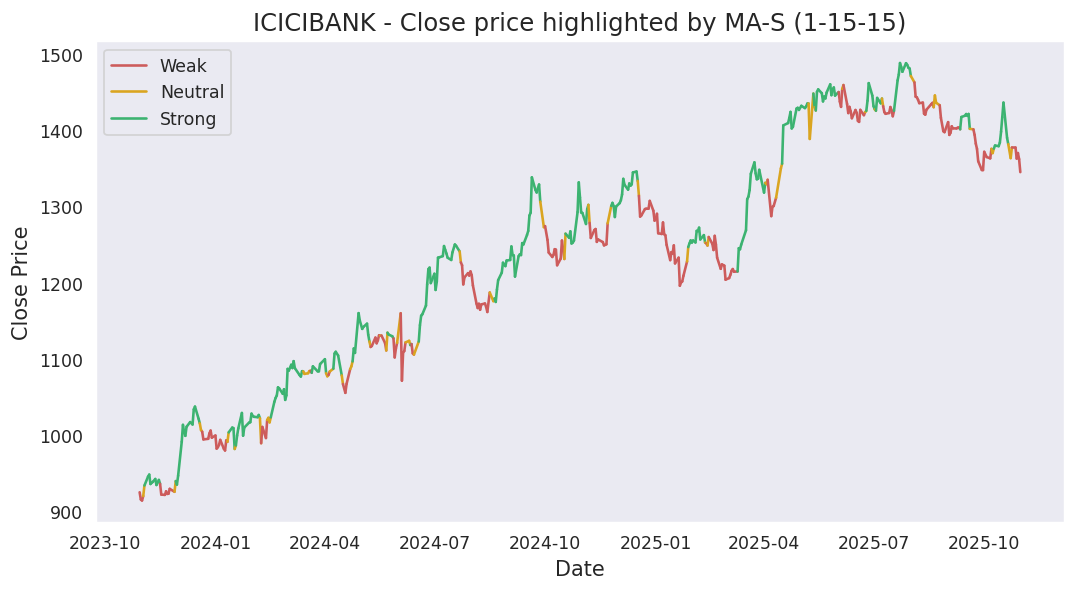 ICICIBANK - Close price highlighted by MA-S (1-15-15)
Weak
Neutral
Strong
1500
1400
1300
1200
1100
1000
900
Close Price
2023-10 2024-01 2024-04 2024-07 2024-10 2025-01 2025-04 2025-07 2025-10
Date